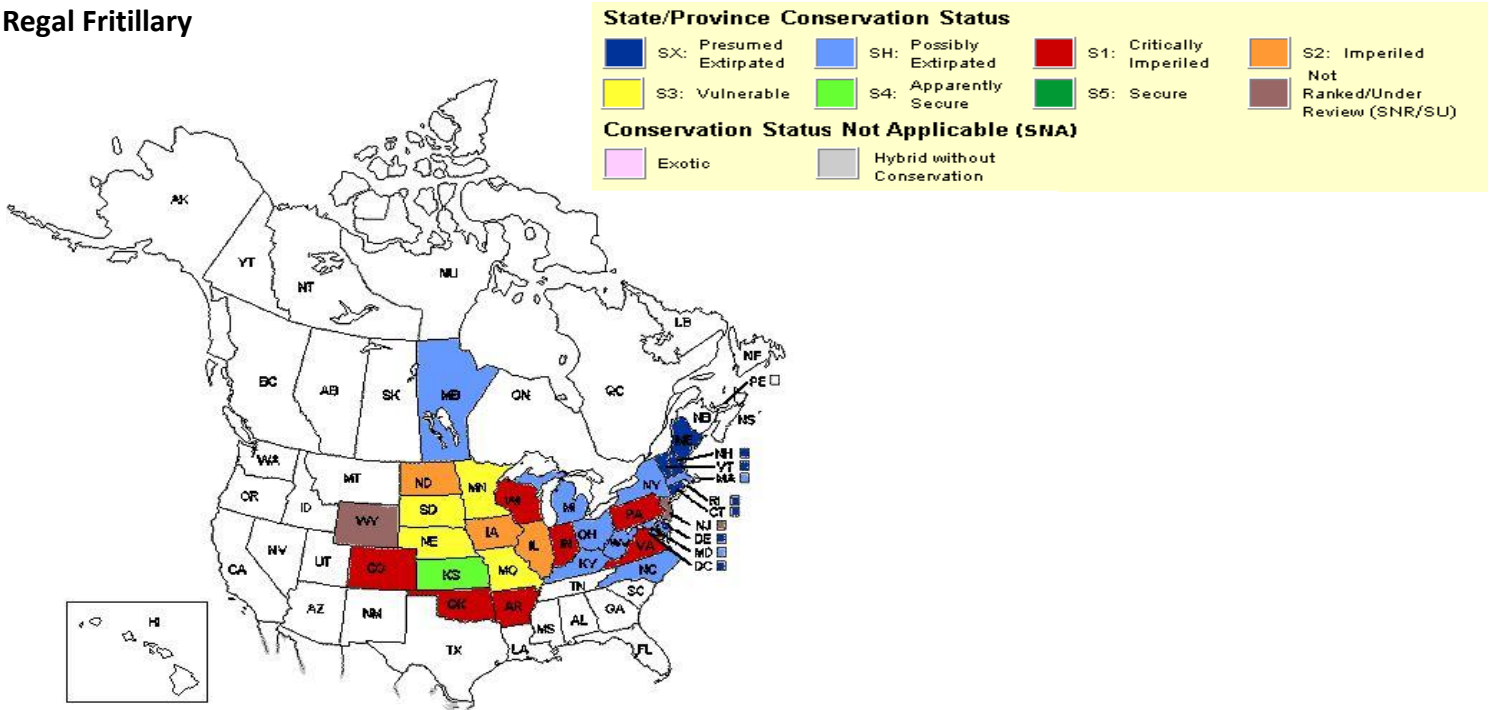 Regal Fritillary
State/Province Conservation Status
SX: Presumed
Extirpated
SH: Possibly
Extirpated
S1: Critically
Imperiled
S2: Imperiled
S3: Vulnerable
S4: Apparently
Secure
S5: Secure
Not
Ranked/Under
Review (SNR/SU)
Conservation Status Not Applicable (SNA)
Exotic
Hybrid without
Conservation
AK
YT
NT
NU
BC
AB
SK
MB
ON
QC
LB
NF
PE
NB
NS
ME
NH
VT
MA
RI
CT
NJ
DE
MD
DC
WA
MT
ND
MN
WI
MI
NY
OR
ID
WY
SD
IA
IL
IN
OH
PA
WV
VA
NV
UT
CO
NE
KS
MO
KY
NC
CA
AZ
NM
OK
AR
TN
SC
TX
LA
MS
AL
GA
FL
HI